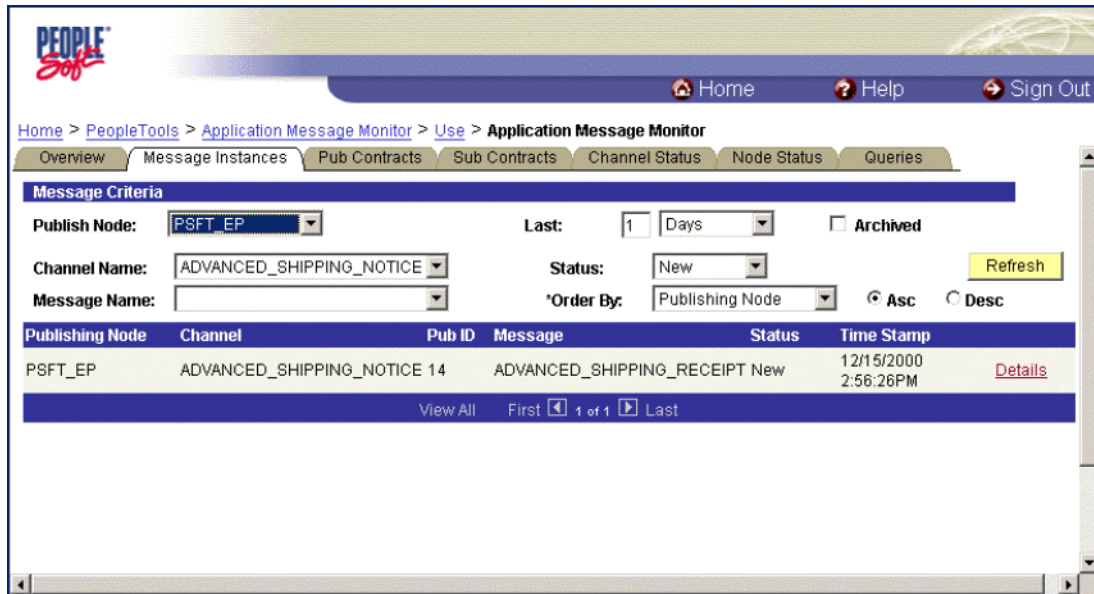 PEOPLE
Soft
Home Help Sign Out
Home > PeopleTools > Application Message Monitor > Use > Application Message Monitor
Overview Message Instances Pub Contracts Sub Contracts Channel Status Node Status Queries
Message Criteria
Publish Node: PSFT_EP Last: 1 Days Archived
Channel Name: ADVANCED_SHIPPING_NOTICE Status: New Refresh
Message Name: *Order By: Publishing Node Asc Desc
Publishing Node Channel Pub ID Message Status Time Stamp
PSFT_EP ADVANCED_SHIPPING_NOTICE 14 ADVANCED_SHIPPING_RECEIPT New 12/15/2000 Details
2:56:26PM
View All First 1 of 1 Last